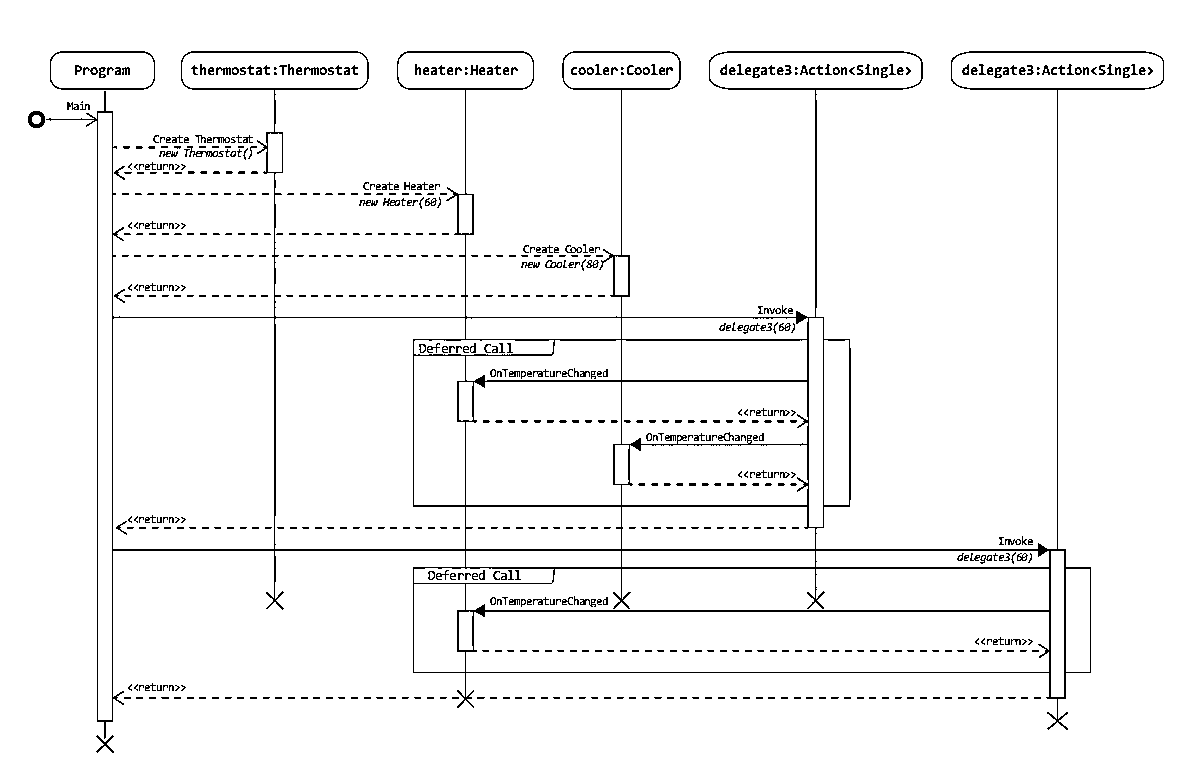 Program
thermostat:Thermostat
heater:Heater
cooler:Cooler
delegate3:Action<Single>
delegate3:Action<Single>
Main
Create Thermostat
new Thermostat()
<<return>>
Create Heater
new Heater(60)
<<return>>
Create Cooler
new Cooler(80)
<<return>>
Invoke
delegate3(60)
Deferred Call
OnTemperatureChanged
<<return>>
OnTemperatureChanged
<<return>>
<<return>>
Invoke
delegate3(60)
Deferred Call
OnTemperatureChanged
<<return>>
<<return>>